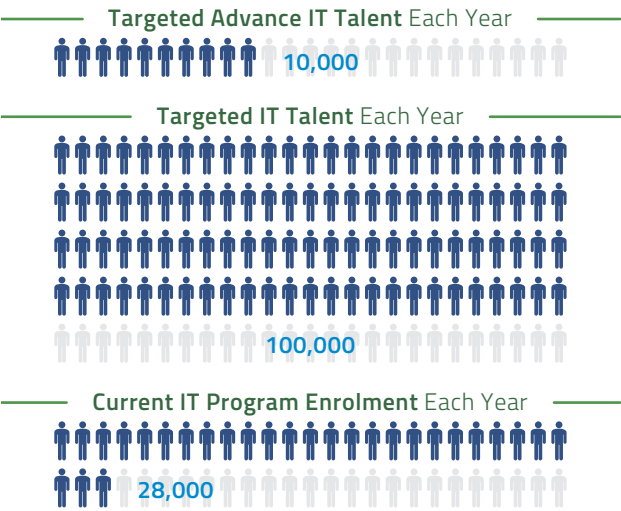 Targeted Advance IT Talent Each Year
10,000
Targeted IT Talent Each Year
100,000
Current IT Program Enrolment Each Year
28,000